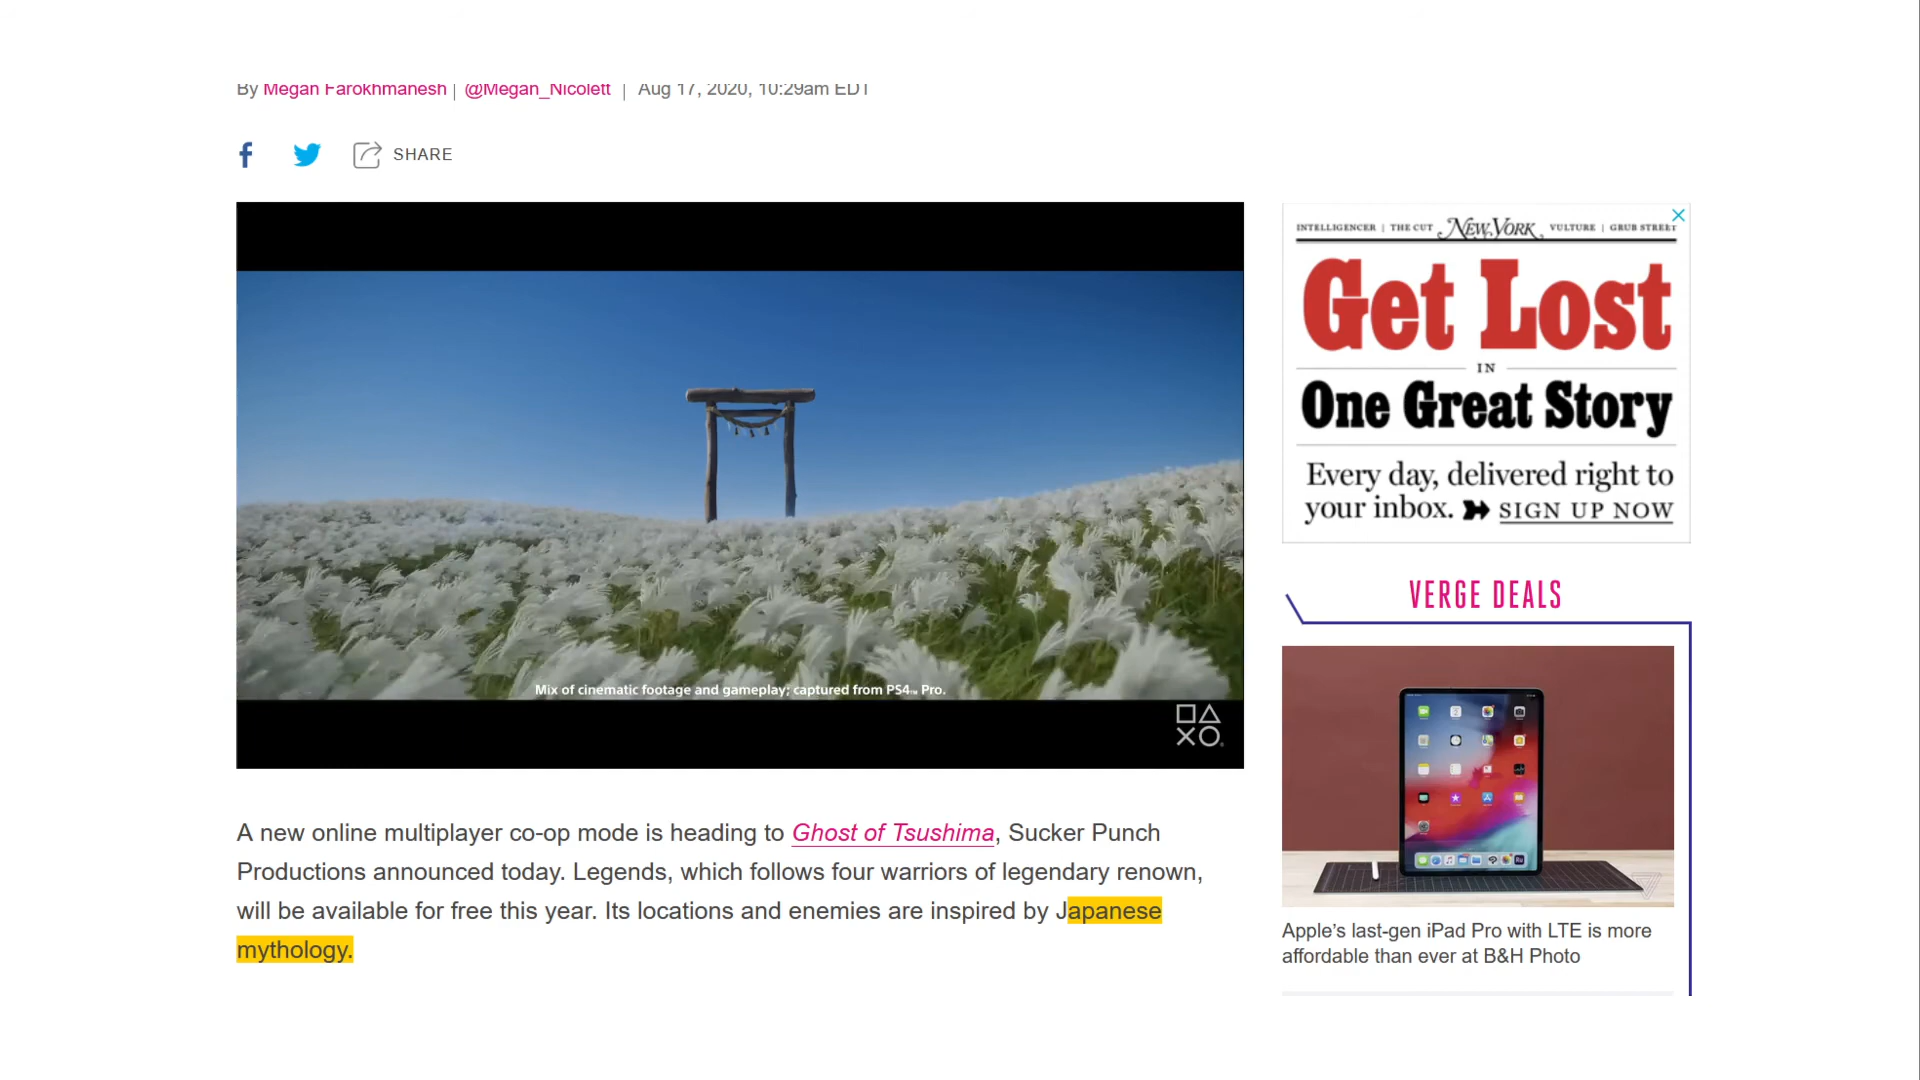 By Megan Farokhmanesh | @Megan_Nicolett | Aug 17, 2020, 10:29am EDT
SHARE
Mix of cinematic footage and gameplay; captured from PS4™ Pro.
A new online multiplayer co-op mode is heading to Ghost of Tsushima, Sucker Punch
Productions announced today. Legends, which follows four warriors of legendary renown,
will be available for free this year. Its locations and enemies are inspired by Japanese
mythology.
INTELLIGENCER | THE CUT NEW YORK VULTURE | GRUB STREET
Get Lost
IN
One Great Story
Every day, delivered right to
your inbox. SIGN UP NOW
VERGE DEALS
Apple’s last-gen iPad Pro with LTE is more
affordable than ever at B&H Photo